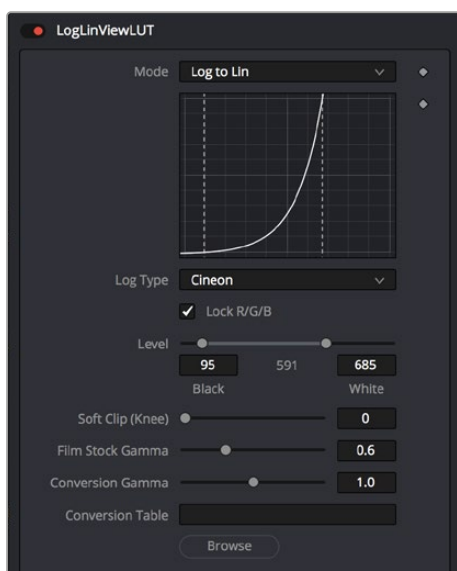 LogLinViewLUT
Mode Log to Lin
Log Type Cineon
Lock R/G/B
Level
95 591 685
Black White
Soft Clip (Knee) 0
Film Stock Gamma 0.6
Conversion Gamma 1.0
Conversion Table
Browse